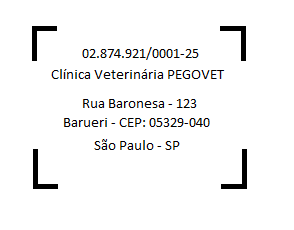 02.874.921/0001-25
Clínica Veterinária PEGOVET
Rua Baronesa - 123
Barueri - CEP: 05329-040
São Paulo - SP